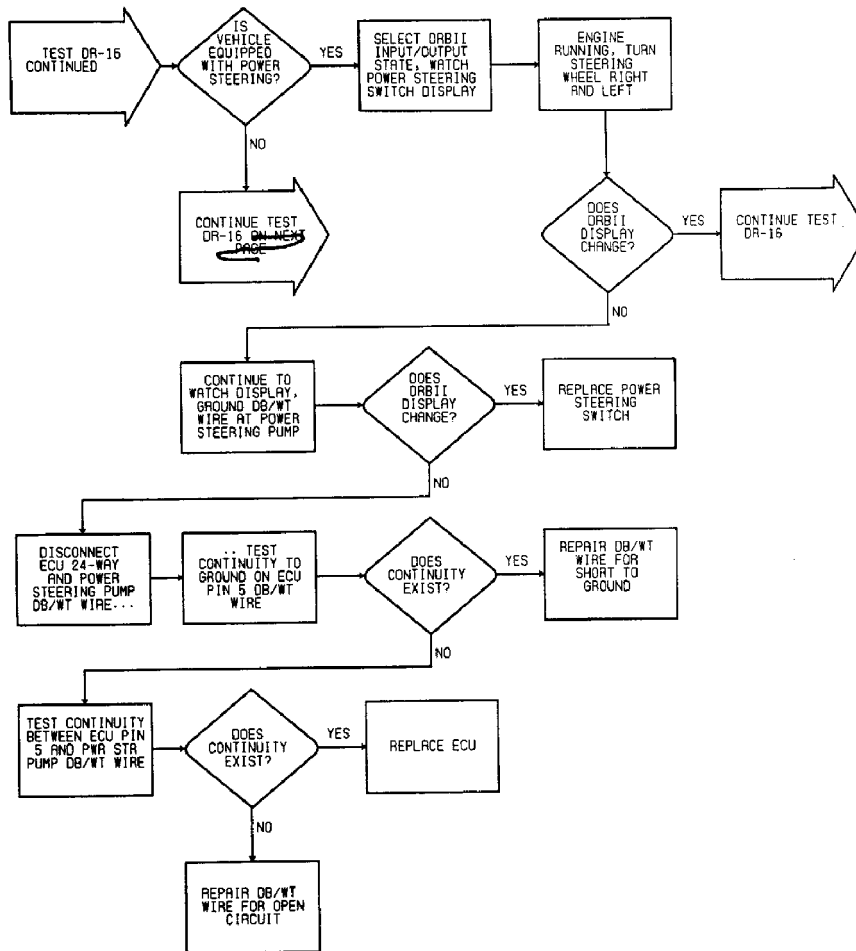 TEST DR-16
CONTINUED
IS
VEHICLE
EQUIPPED
WITH POWER
STEERING?
YES
SELECT DRBII
INPUT/OUTPUT
STATE, WATCH
POWER STEERING
SWITCH DISPLAY
ENGINE
RUNNING, TURN
STEERING
WHEEL RIGHT
AND LEFT
NO
CONTINUE TEST
DR-16 ON NEXT
PAGE
DOES
DRBII
DISPLAY
CHANGE?
YES
CONTINUE TEST
DR-16
NO
CONTINUE TO
WATCH DISPLAY,
GROUND DB/WT
WIRE AT POWER
STEERING PUMP
DOES
DRBII
DISPLAY
CHANGE?
YES
REPLACE POWER
STEERING
SWITCH
NO
DISCONNECT
ECU 24-WAY
AND POWER
STEERING PUMP
DB/WT WIRE...
.. TEST
CONTINUITY TO
GROUND ON ECU
PIN 5 DB/WT
WIRE
DOES
CONTINUITY
EXIST?
YES
REPAIR DB/WT
WIRE FOR
SHORT TO
GROUND
NO
TEST CONTINUITY
BETWEEN ECU PIN
5 AND PWR STR
PUMP DB/WT WIRE
DOES
CONTINUITY
EXIST?
YES
REPLACE ECU
NO
REPAIR DB/WT
WIRE FOR OPEN
CIRCUIT